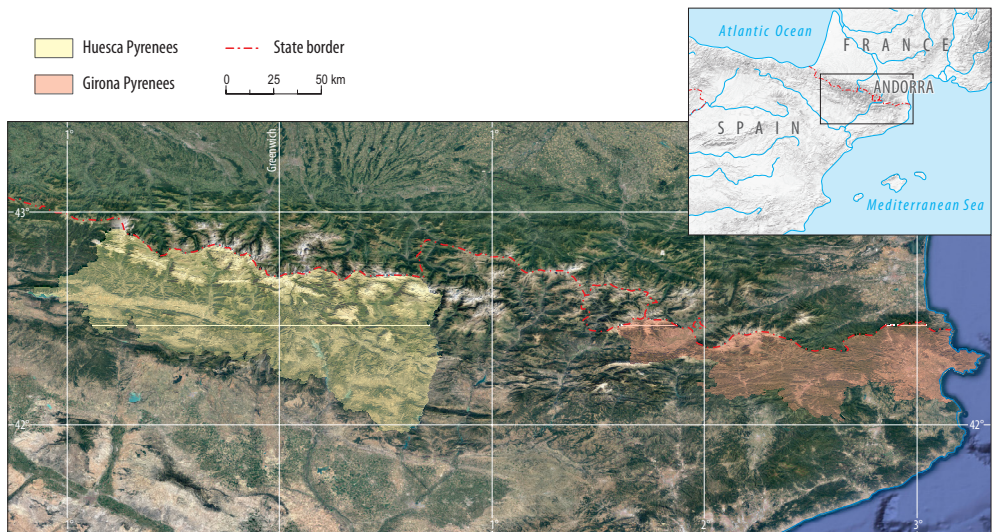 Huesca Pyrenees
State border
Girona Pyrenees
0 25 50 km
Atlantic Ocean
FRANCE
ANDORRA
SPAIN
Mediterranean Sea
1°
Greenwich
1°
43°
42°
42°
1°
2°
3°